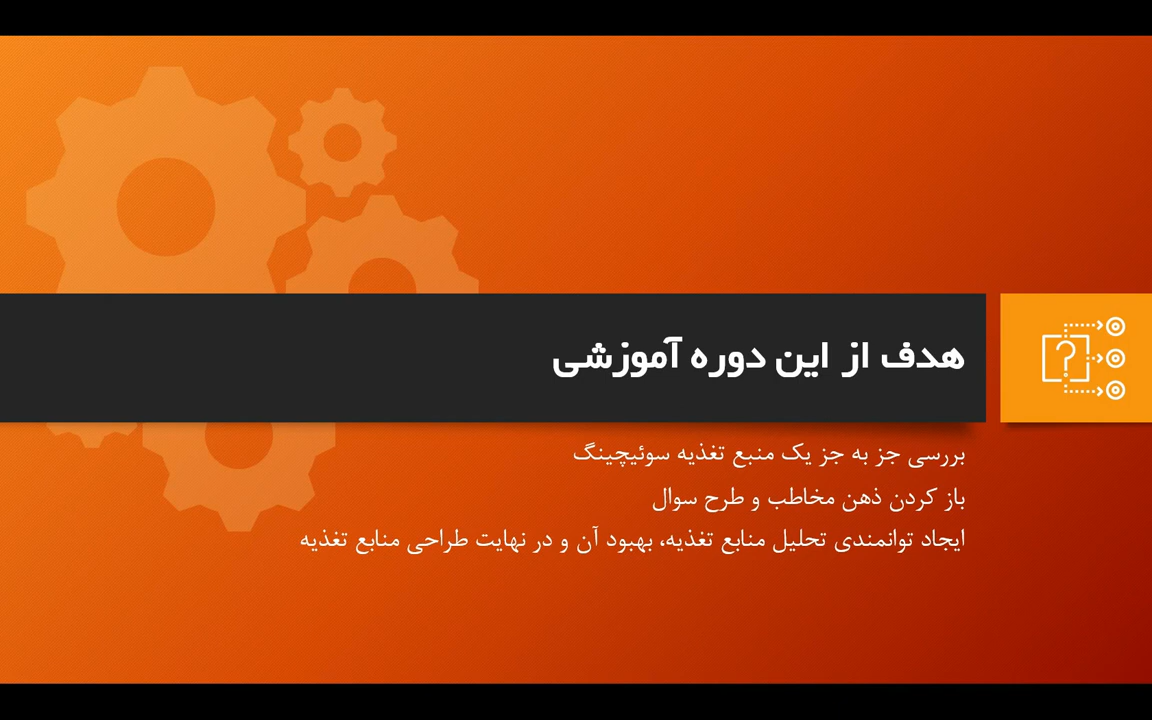 هدف از این دوره آموزشی
بررسی جز به جز یک منبع تغذیه سوئیچینگ
باز کردن ذهن مخاطب و طرح سوال
ایجاد توانمندی تحلیل منابع تغذیه، بهبود آن و در نهایت طراحی منابع تغذیه